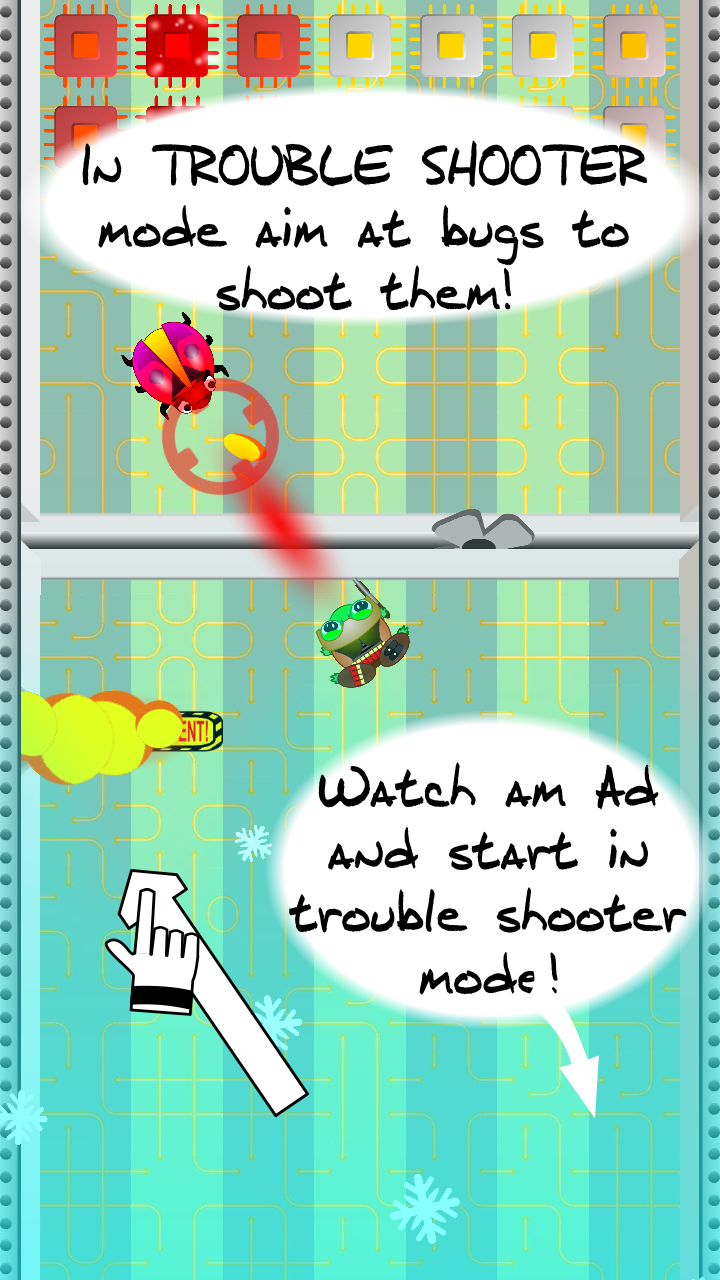 In TROUBLE SHOOTER
mode aim at bugs to
shoot them!
ENT!
Watch am Ad
and start in
trouble shooter
mode!